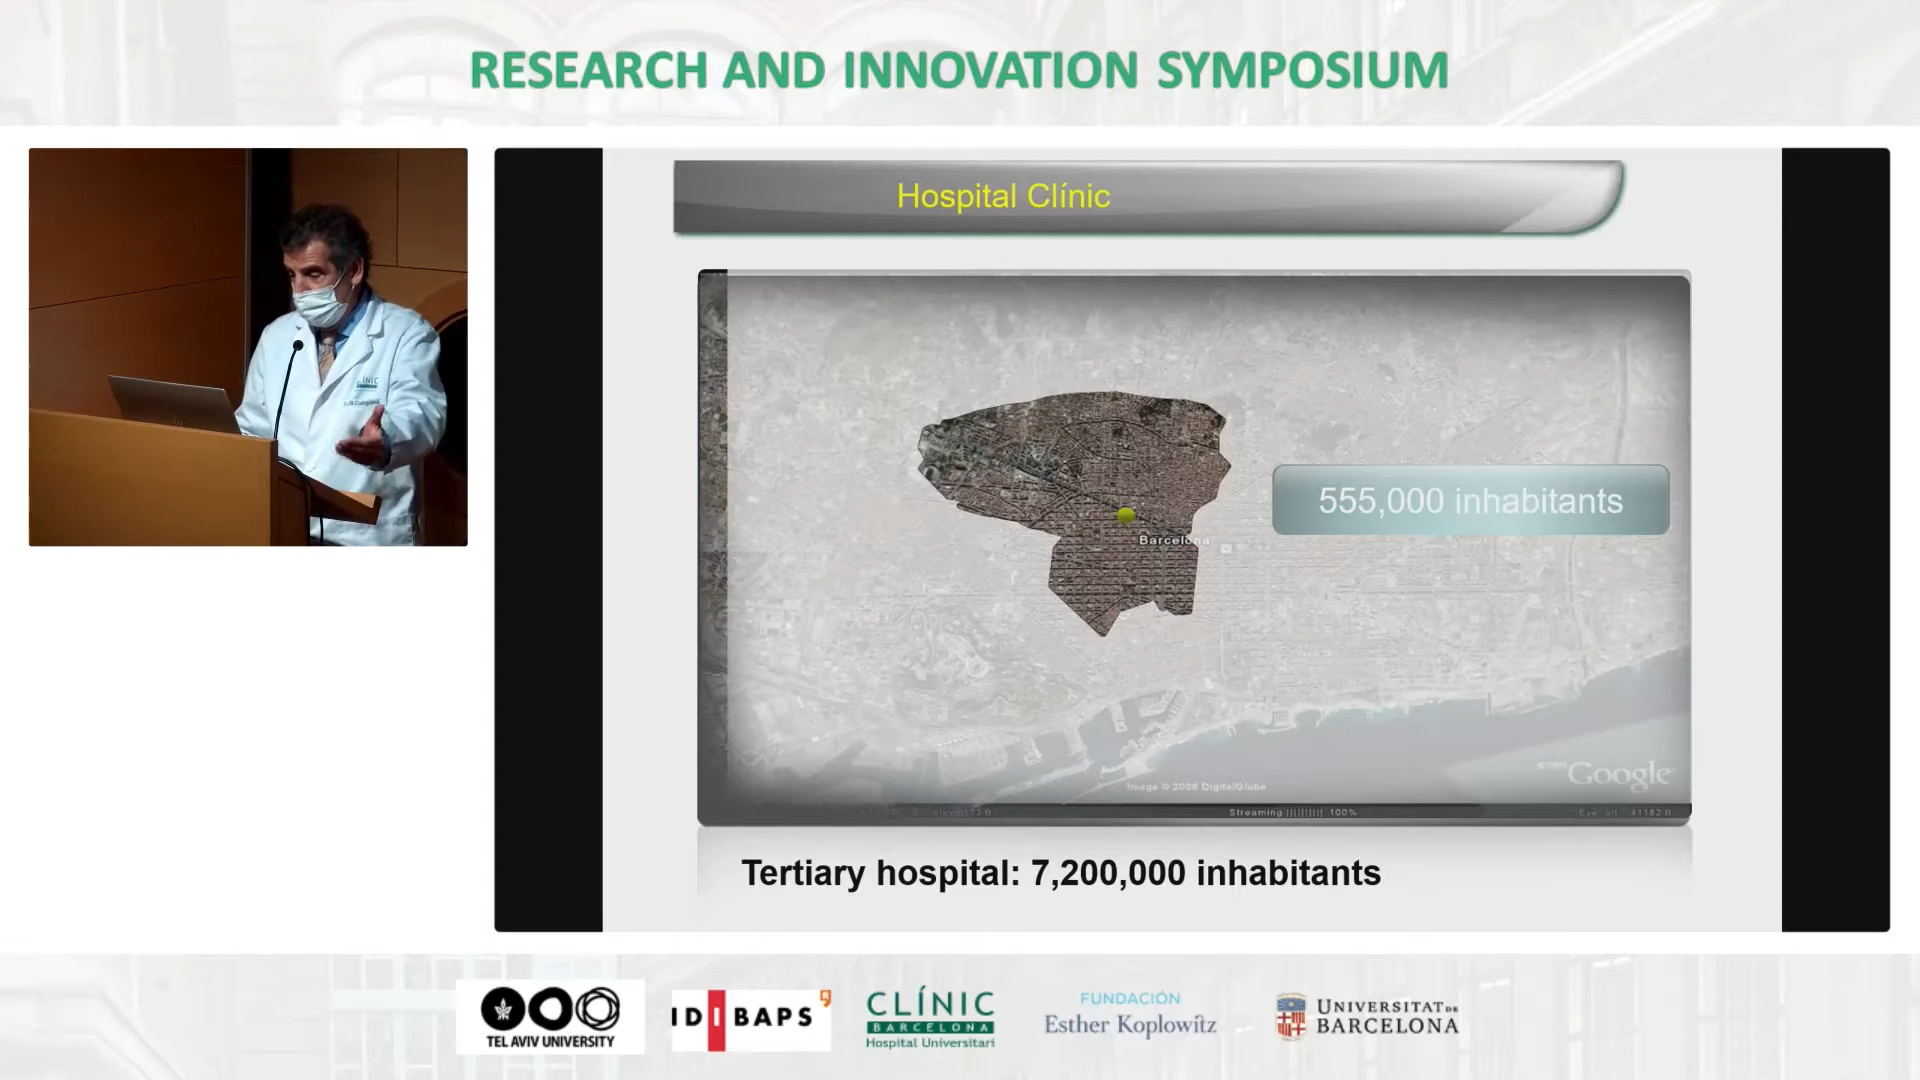 RESEARCH AND INNOVATION SYMPOSIUM
Hospital Clínic
555,000 inhabitants
Barcelona
Google
Image © 2006 DigitalGlobe
Streaming |||||||||| 100%
Tertiary hospital: 7,200,000 inhabitants
TEL AVIV UNIVERSITY
IDIBAPS
CLÍNIC
BARCELONA
Hospital Universitari
FUNDACIÓN
Esther Koplowitz
UNIVERSITAT DE
BARCELONA